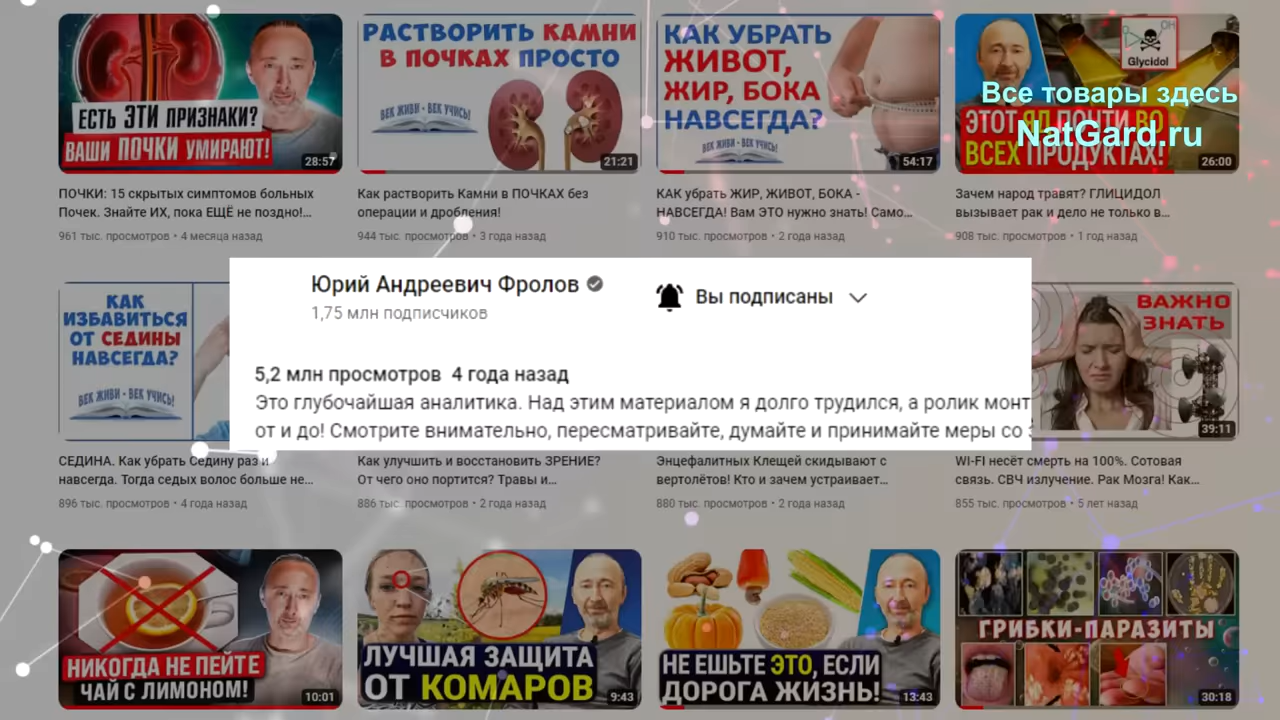 ЕСТЬ ЭТИ ПРИЗНАКИ?
ВАШИ ПОЧКИ УМИРАЮТ!
28:57
ПОЧКИ: 15 скрытых симптомов больных
Почек. Знайте ИХ, пока ЕЩЁ не поздно!...
961 тыс. просмотров • 4 месяца назад
РАСТВОРИТЬ КАМНИ
В ПОЧКАХ ПРОСТО
ВЕК ЖИВИ - ВЕК УЧИСЬ!
21:21
Как растворить Камни в ПОЧКАХ без
операции и дробления!
944 тыс. просмотров • 3 года назад
КАК УБРАТЬ
ЖИВОТ,
ЖИР, БОКА
НАВСЕГДА?
ВЕК ЖИВИ - ВЕК УЧИСЬ!
54:17
КАК убрать ЖИР, ЖИВОТ, БОКА -
НАВСЕГДА! Вам ЭТО нужно знать! Само...
910 тыс. просмотров • 2 года назад
OH
Glycidol
Все товары здесь
NatGard.ru
ЭТОТ ЯД ПОЧТИ ВО
ВСЕХ ПРОДУКТАХ!
26:00
Зачем народ травят? ГЛИЦИДОЛ
вызывает рак и дело не только в...
908 тыс. просмотров • 1 год назад
Юрий Андреевич Фролов
1,75 млн подписчиков
Вы подписаны
5,2 млн просмотров 4 года назад
Это глубочайшая аналитика. Над этим материалом я долго трудился, а ролик монт
от и до! Смотрите внимательно, пересматривайте, думайте и принимайте меры со
КАК
ИЗБАВИТЬСЯ
ОТ СЕДИНЫ
НАВСЕГДА?
ВЕК ЖИВИ - ВЕК УЧИСЬ!
СЕДИНА. Как убрать Седину раз и
навсегда. Тогда седых волос больше не...
896 тыс. просмотров • 4 года назад
Как улучшить и восстановить ЗРЕНИЕ?
От чего оно портится? Травы и...
886 тыс. просмотров • 2 года назад
Энцефалитных Клещей скидывают с
вертолётов! Кто и зачем устраивает...
880 тыс. просмотров • 2 года назад
ВАЖНО
ЗНАТЬ
39:11
WI-FI несёт смерть на 100%. Сотовая
связь. СВЧ излучение. Рак Мозга! Как...
855 тыс. просмотров • 5 лет назад
НИКОГДА НЕ ПЕЙТЕ
ЧАЙ С ЛИМОНОМ!
10:01
ЛУЧШАЯ ЗАЩИТА
ОТ КОМАРОВ
9:43
НЕ ЕШЬТЕ ЭТО, ЕСЛИ
ДОРОГА ЖИЗНЬ!
13:43
ГРИБКИ-ПАРАЗИТЫ
30:18